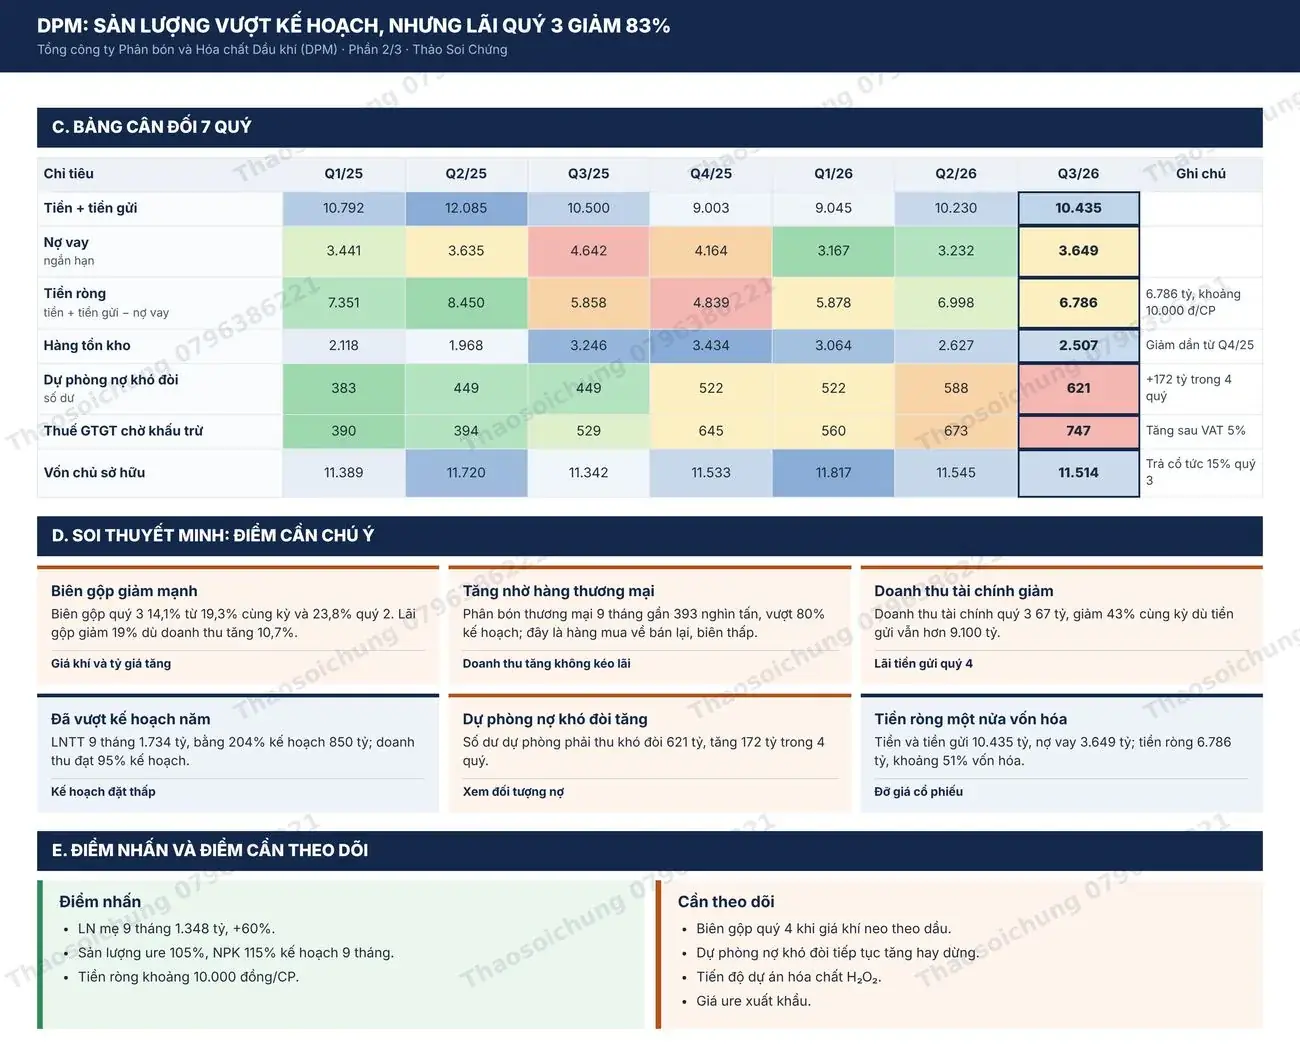 DPM: SẢN LƯỢNG VƯỢT KẾ HOẠCH, NHƯNG LÃI QUÝ 3 GIẢM 83%
Tổng công ty Phân bón và Hóa chất Dầu khí (DPM) · Phần 2/3 · Thảo Soi Chứng
C. BẢNG CÂN ĐỐI 7 QUÝ
Chỉ tiêu Q1/25 Q2/25 Q3/25 Q4/25 Q1/26 Q2/26 Q3/26 Ghi chú
Tiền + tiền gửi 10.792 12.085 10.500 9.003 9.045 10.230 10.435
Nợ vay
ngắn hạn
3.441 3.635 4.642 4.164 3.167 3.232 3.649
Tiền ròng
tiền + tiền gửi − nợ vay
7.351 8.450 5.858 4.839 5.878 6.998 6.786
6.786 tỷ, khoảng
10.000 đ/CP
Hàng tồn kho 2.118 1.968 3.246 3.434 3.064 2.627 2.507 Giảm dần từ Q4/25
Dự phòng nợ khó đòi
số dư
383 449 449 522 522 588 621
+172 tỷ trong 4
quý
Thuế GTGT chờ khấu trừ 390 394 529 645 560 673 747 Tăng sau VAT 5%
Vốn chủ sở hữu 11.389 11.720 11.342 11.533 11.817 11.545 11.514
Trả cổ tức 15% quý
3
D. SOI THUYẾT MINH: ĐIỂM CẦN CHÚ Ý
Biên gộp giảm mạnh
Biên gộp quý 3 14,1% từ 19,3% cùng kỳ và 23,8% quý 2. Lãi
gộp giảm 19% dù doanh thu tăng 10,7%.
Giá khí và tỷ giá tăng
Tăng nhờ hàng thương mại
Phân bón thương mại 9 tháng gần 393 nghìn tấn, vượt 80%
kế hoạch; đây là hàng mua về bán lại, biên thấp.
Doanh thu tăng không kéo lãi
Doanh thu tài chính giảm
Doanh thu tài chính quý 3 67 tỷ, giảm 43% cùng kỳ dù tiền
gửi vẫn hơn 9.100 tỷ.
Lãi tiền gửi quý 4
Đã vượt kế hoạch năm
LNTT 9 tháng 1.734 tỷ, bằng 204% kế hoạch 850 tỷ; doanh
thu đạt 95% kế hoạch.
Kế hoạch đặt thấp
Dự phòng nợ khó đòi tăng
Số dư dự phòng phải thu khó đòi 621 tỷ, tăng 172 tỷ trong 4
quý.
Xem đối tượng nợ
Tiền ròng một nửa vốn hóa
Tiền và tiền gửi 10.435 tỷ, nợ vay 3.649 tỷ; tiền ròng 6.786
tỷ, khoảng 51% vốn hóa.
Đỡ giá cổ phiếu
E. ĐIỂM NHẤN VÀ ĐIỂM CẦN THEO DÕI
Điểm nhấn
• LN mẹ 9 tháng 1.348 tỷ, +60%.
• Sản lượng ure 105%, NPK 115% kế hoạch 9 tháng.
• Tiền ròng khoảng 10.000 đồng/CP.
Cần theo dõi
• Biên gộp quý 4 khi giá khí neo theo dầu.
• Dự phòng nợ khó đòi tiếp tục tăng hay dừng.
• Tiến độ dự án hóa chất H₂O₂.
• Giá ure xuất khẩu.
Thaosoichung 0796386221